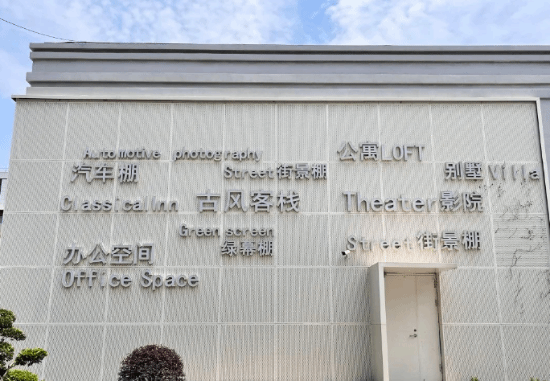 Automotive photography
汽车棚
Street街景棚
公寓LOFT
别墅Villa
Classicalinn 古风客栈
Theater影院
Green screen
绿幕棚
Street街景棚
办公空间
Office Space